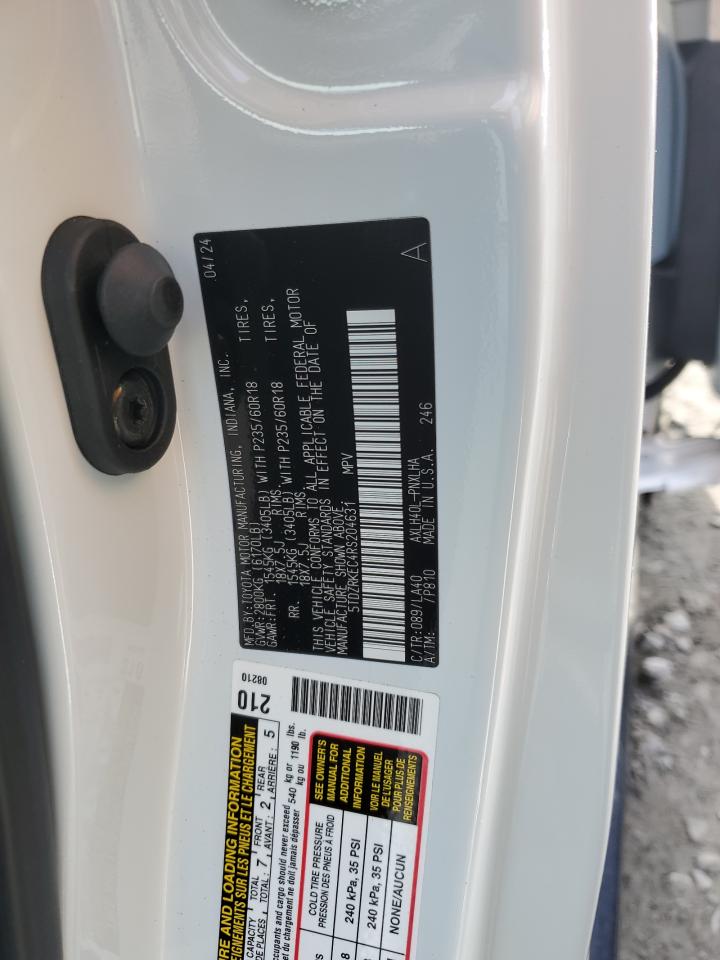 MFD.BY:TOYOTA MOTOR MANUFACTURING, INDIANA, INC. 04/24
GVWR:2800KG (6170LB)
GAWR:FRT. 1545KG (3405LB) WITH P235/60R18 TIRES,
18X7.5J RIMS,
RR. 1545KG (3405LB) WITH P235/60R18 TIRES,
18X7.5J RIMS.
THIS VEHICLE CONFORMS TO ALL APPLICABLE FEDERAL MOTOR
VEHICLE SAFETY STANDARDS IN EFFECT ON THE DATE OF
MANUFACTURE SHOWN ABOVE.
5TDZRKEC4RS204631 MPV A
C/TR:089/LA40 AXLH40L-PNXLHA
A/TM: /P810 MADE IN U.S.A. 246
210
08210
IRE AND LOADING INFORMATION
EIGNEMENTS SUR LES PNEUS ET LE CHARGEMENT
CAPACITY TOTAL : 7 FRONT : 2 REAR : 5
DE PLACES TOTAL : 7 AVANT : 2 ARRIÈRE : 5
occupants and cargo should never exceed 540 kg or 1190 lbs.
du chargement ne doit jamais dépasser 540 kg ou 1190 lb.
COLD TIRE PRESSURE
PRESSION DES PNEUS À FROID
SEE OWNER'S
MANUAL FOR
ADDITIONAL
INFORMATION
VOIR LE MANUEL
DE L'USAGER
POUR PLUS DE
RENSEIGNEMENTS
8 240 kPa, 35 PSI
240 kPa, 35 PSI
NONE/AUCUN